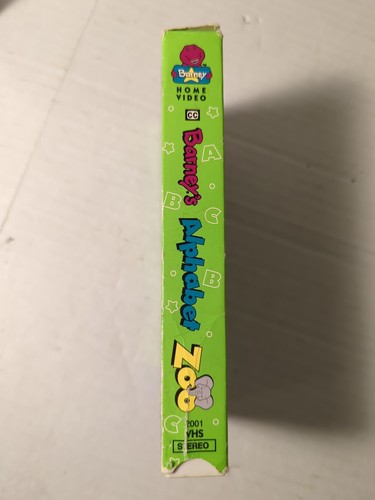 Barney
HOME
VIDEO
CC
Barney's
Alphabet
Zoo
A
B
C
B
C
2001
VHS
STEREO